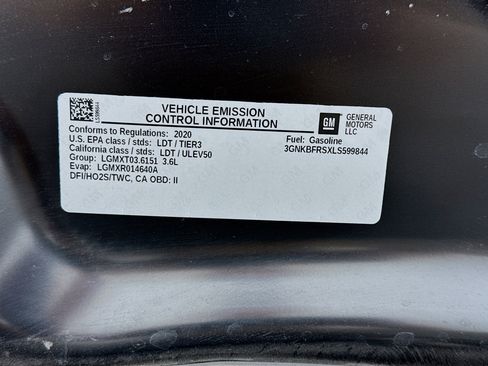 LS599844
VEHICLE EMISSION
CONTROL INFORMATION
GM
GENERAL
MOTORS
LLC
Conforms to Regulations: 2020
U.S. EPA class / stds: LDT / TIER3
California class / stds: LDT / ULEV50
Group: LGMXT03.6151 3.6L
Evap: LGMXR014640A
DFI/HO2S/TWC, CA OBD: II
Fuel: Gasoline
3GNKBFRSXLS599844